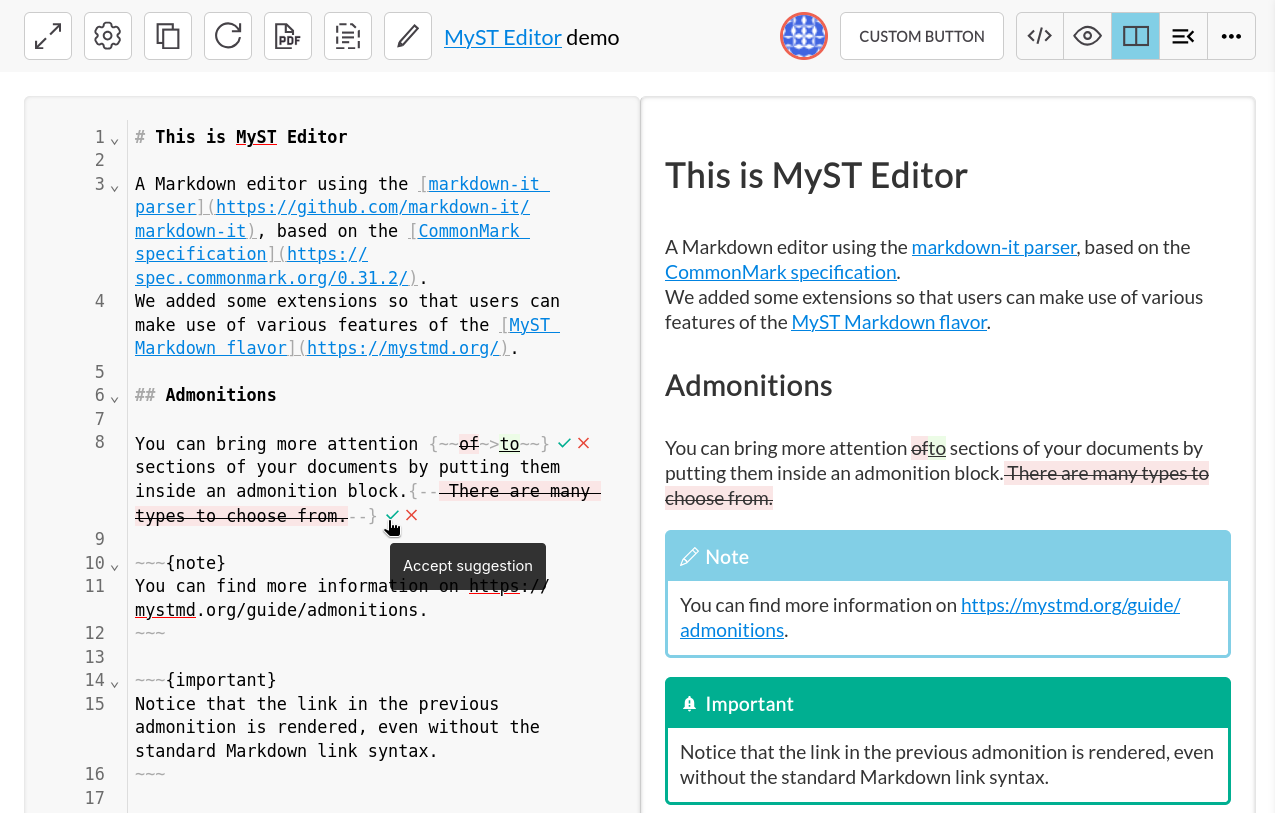 PDF
MyST Editor demo
CUSTOM BUTTON
1 # This is MyST Editor
2
3 A Markdown editor using the [markdown-it
parser](https://github.com/markdown-it/
markdown-it), based on the [CommonMark
specification](https://
spec.commonmark.org/0.31.2/).
4 We added some extensions so that users can
make use of various features of the [MyST
Markdown flavor](https://mystmd.org/).
5
6 ## Admonitions
7
8 You can bring more attention {~~of~>to~~}
sections of your documents by putting them
inside an admonition block.{-- There are many
types to choose from.--}
9
Accept suggestion
10 ~~~{note}
11 You can find more information on https://
mystmd.org/guide/admonitions.
12 ~~~
13
14 ~~~{important}
15 Notice that the link in the previous
admonition is rendered, even without the
standard Markdown link syntax.
16 ~~~
17
This is MyST Editor
A Markdown editor using the markdown-it parser, based on the
CommonMark specification.
We added some extensions so that users can make use of various
features of the MyST Markdown flavor.
Admonitions
You can bring more attention ofto sections of your documents by
putting them inside an admonition block. There are many types to
choose from.
Note
You can find more information on https://mystmd.org/guide/
admonitions.
Important
Notice that the link in the previous admonition is rendered, even
without the standard Markdown link syntax.